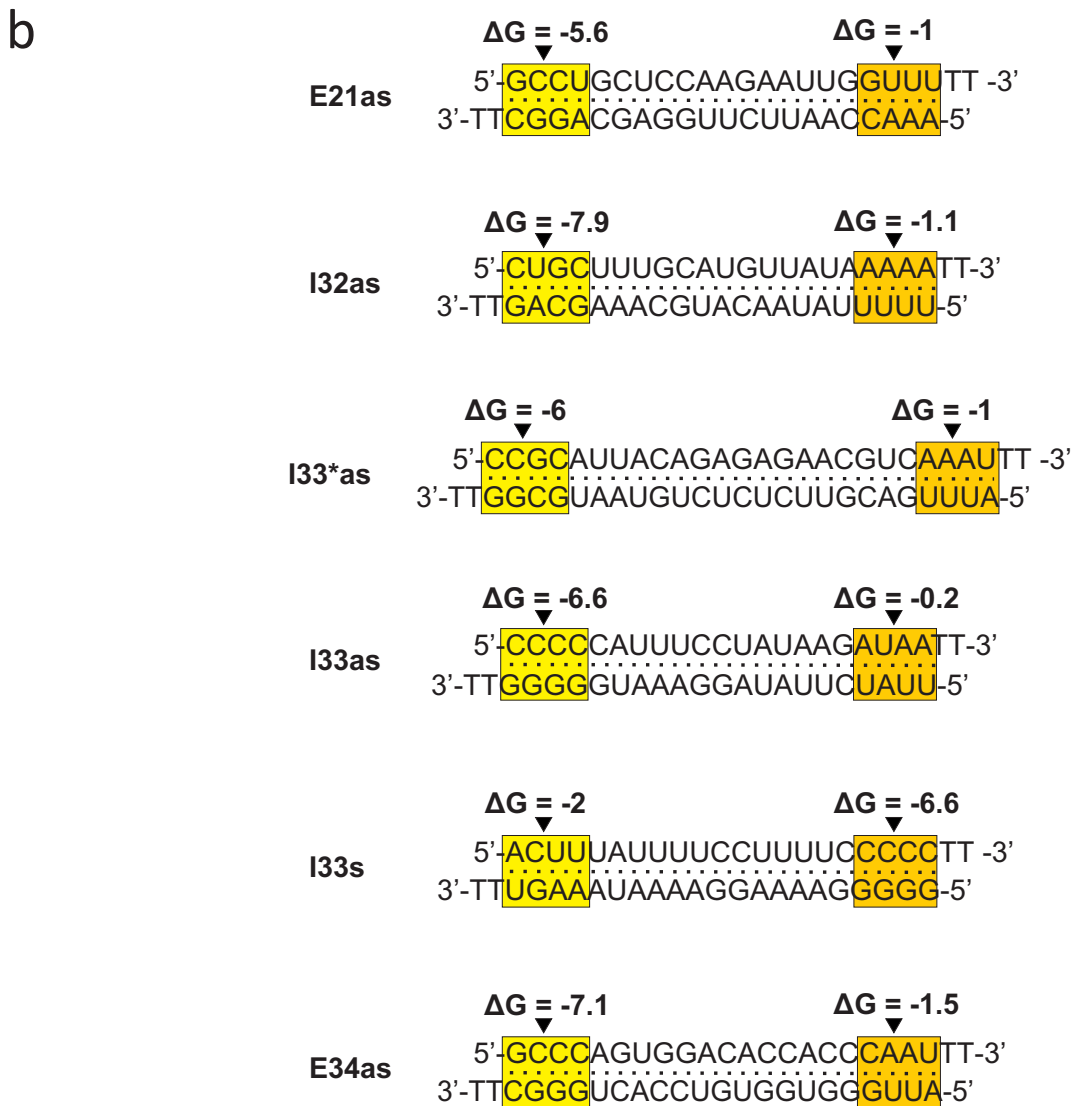 b
ΔG = -5.6 ΔG = -1
E21as
5'-GCCUGCUCCAAGAAUUGGUUUTT -3'
3'-TTCGGACGAGGUUCUUAACCAAA-5'
ΔG = -7.9 ΔG = -1.1
I32as
5'-CUGCUUUGCAUGUUAUAAAAATT-3'
3'-TTGACGAAACGUACAAUAUUUUU-5'
ΔG = -6 ΔG = -1
I33*as
5'-CCGCAUUACAGAGAGAACGUCAAAUTT -3'
3'-TTGGCGUAAUGUCUCUCUUGCAGUUUA-5'
ΔG = -6.6 ΔG = -0.2
I33as
5'-CCCCCAUUUCCUAUAAGAUAATT-3'
3'-TTGGGGGUAAAGGAUAUUCUAUU-5'
ΔG = -2 ΔG = -6.6
I33s
5'-ACUUUAUUUUCCUUUUCCCCCTT -3'
3'-TTUGAAAUAAAAGGAAAAGGGGG-5'
ΔG = -7.1 ΔG = -1.5
E34as
5'-GCCCAGUGGACACCACCCAAUTT-3'
3'-TTCGGGUCACCUGUGGUGGGUUA-5'